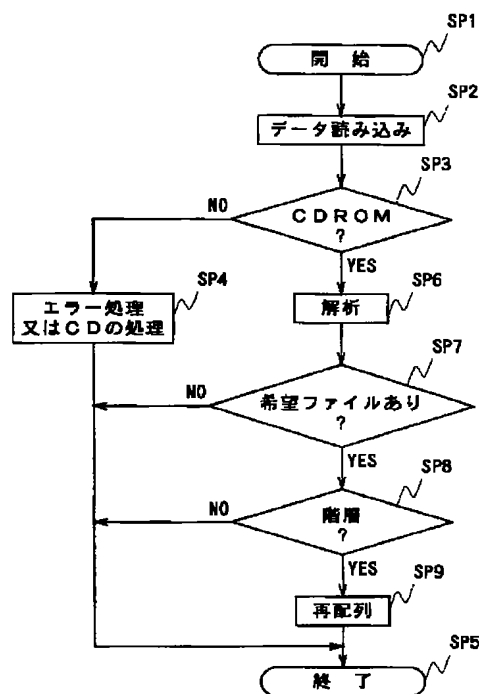 SP1
開始
SP2
データ読み込み
SP3
CDROM
?
NO
YES
SP4
エラー処理
又はCDの処理
SP6
解析
SP7
希望ファイルあり
?
NO
YES
SP8
階層
?
NO
YES
SP9
再配列
SP5
終了